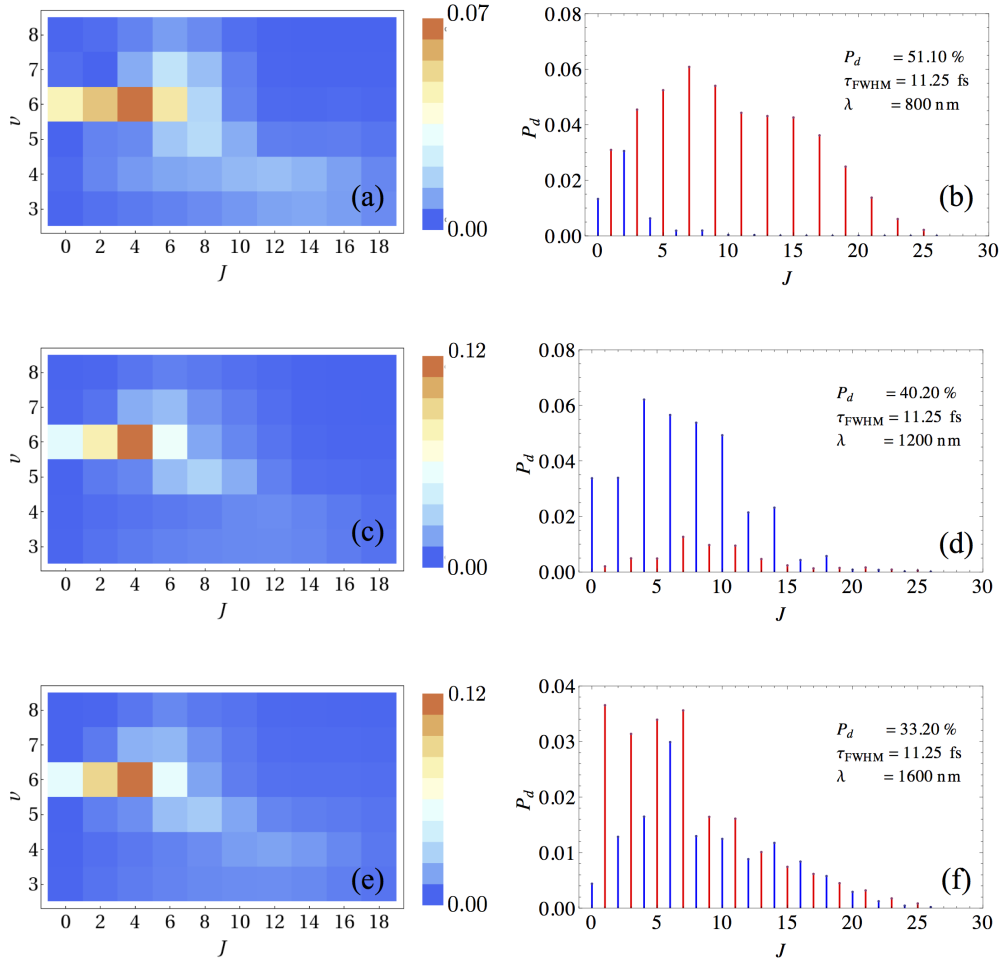 0.07
8
7
6
5
4
3
υ
(a)
0.00
0 2 4 6 8 10 12 14 16 18
J
0.08
0.06
0.04
0.02
0.00
P_d
P_d = 51.10 %
τ_FWHM = 11.25 fs
λ = 800 nm
(b)
0 5 10 15 20 25 30
J
0.12
8
7
6
5
4
3
υ
(c)
0.00
0 2 4 6 8 10 12 14 16 18
J
0.08
0.06
0.04
0.02
0.00
P_d
P_d = 40.20 %
τ_FWHM = 11.25 fs
λ = 1200 nm
(d)
0 5 10 15 20 25 30
J
0.12
8
7
6
5
4
3
υ
(e)
0.00
0 2 4 6 8 10 12 14 16 18
J
0.04
0.03
0.02
0.01
0.00
P_d
P_d = 33.20 %
τ_FWHM = 11.25 fs
λ = 1600 nm
(f)
0 5 10 15 20 25 30
J